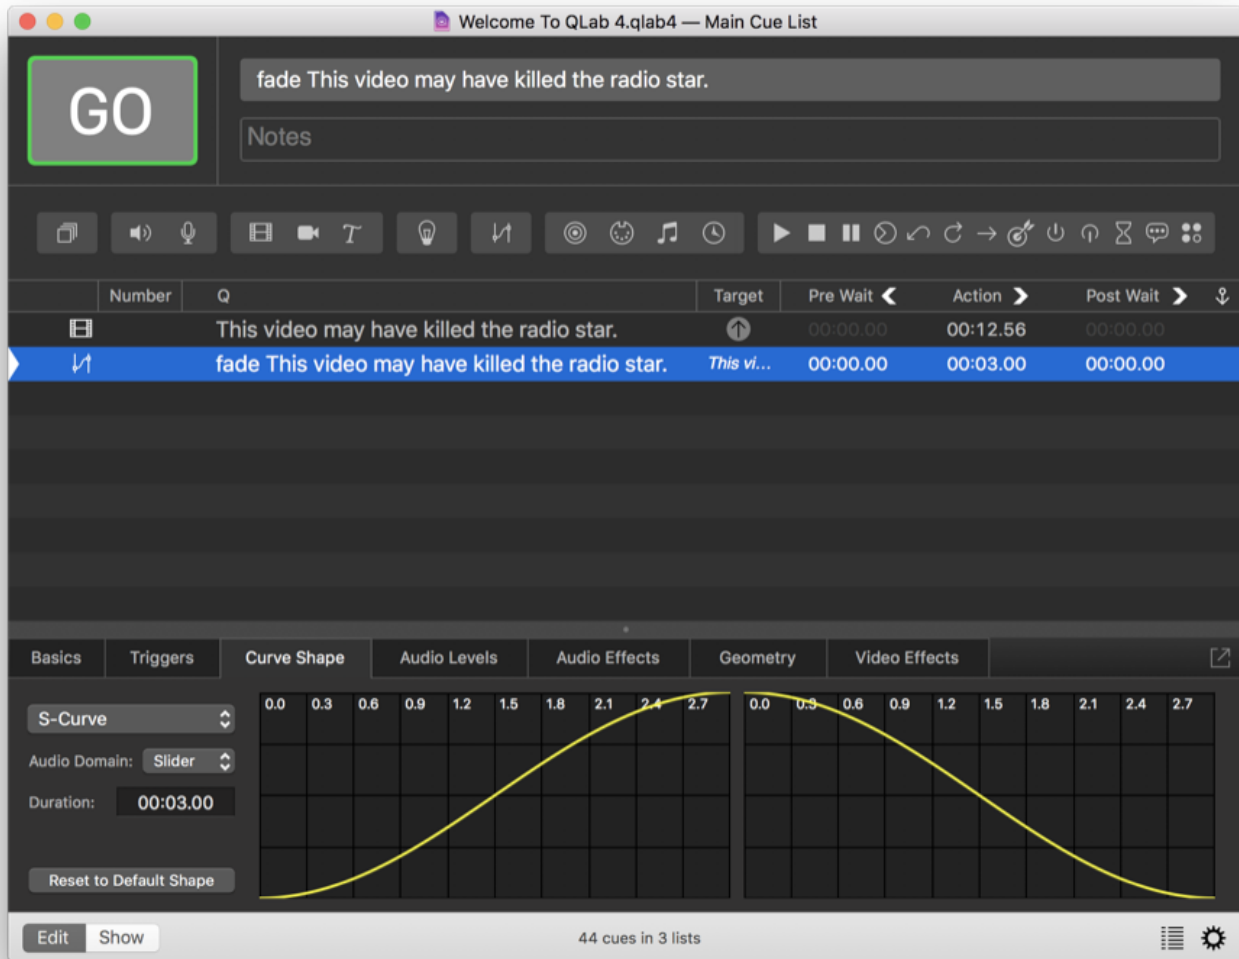 Welcome To QLab 4.qlab4 — Main Cue List
GO
fade This video may have killed the radio star.
Notes
Number Q Target Pre Wait Action Post Wait
This video may have killed the radio star. 00:00.00 00:12.56 00:00.00
fade This video may have killed the radio star. This vi... 00:00.00 00:03.00 00:00.00
Basics Triggers Curve Shape Audio Levels Audio Effects Geometry Video Effects
S-Curve
0.0 0.3 0.6 0.9 1.2 1.5 1.8 2.1 2.4 2.7 0.0 0.3 0.6 0.9 1.2 1.5 1.8 2.1 2.4 2.7
Audio Domain: Slider
Duration: 00:03.00
Reset to Default Shape
Edit Show 44 cues in 3 lists